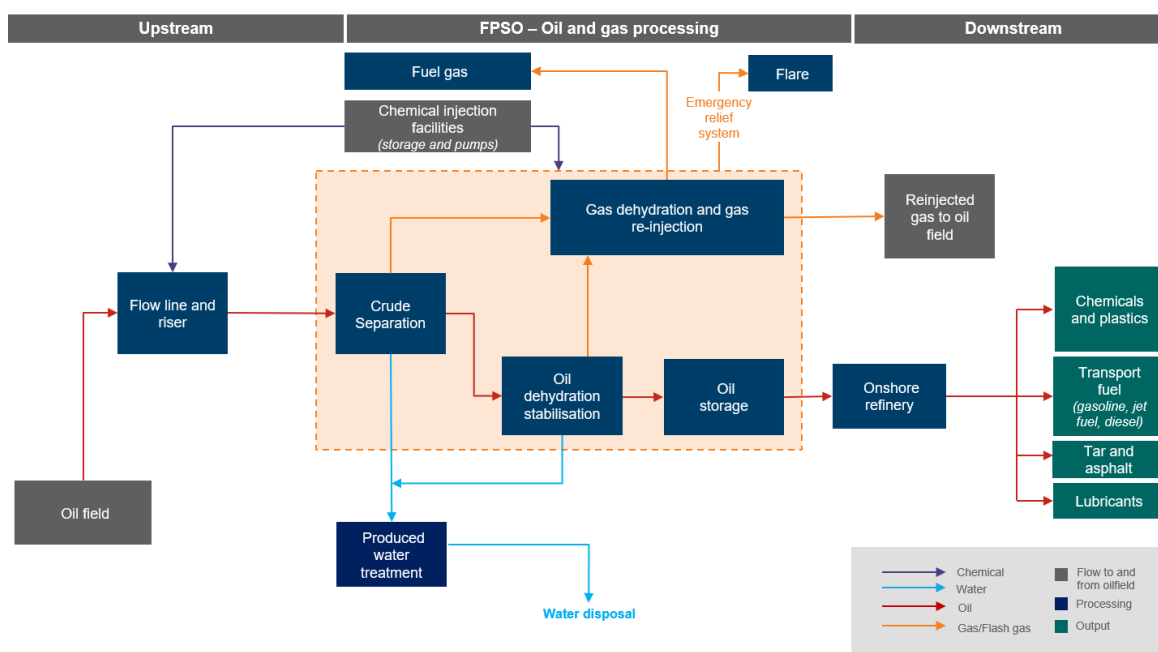 Upstream
FPSO – Oil and gas processing
Downstream
Fuel gas
Flare
Chemical injection
facilities
(storage and pumps)
Emergency
relief
system
Gas dehydration and gas
re-injection
Reinjected
gas to oil
field
Flow line and
riser
Crude
Separation
Chemicals
and plastics
Oil
dehydration
stabilisation
Oil
storage
Onshore
refinery
Transport
fuel
(gasoline, jet
fuel, diesel)
Tar and
asphalt
Lubricants
Oil field
Produced
water
treatment
Water disposal
Chemical
Water
Oil
Gas/Flash gas
Flow to and
from oilfield
Processing
Output